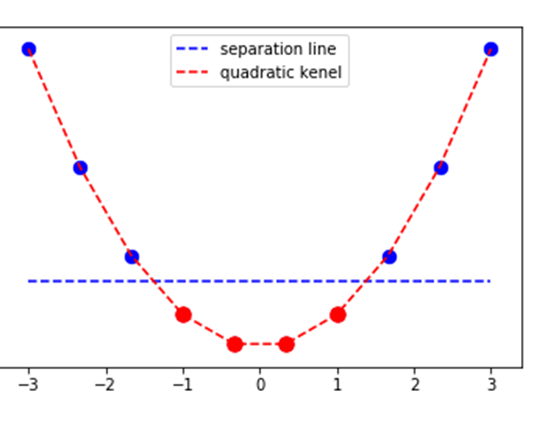 separation line
quadratic kenel
−3 −2 −1 0 1 2 3